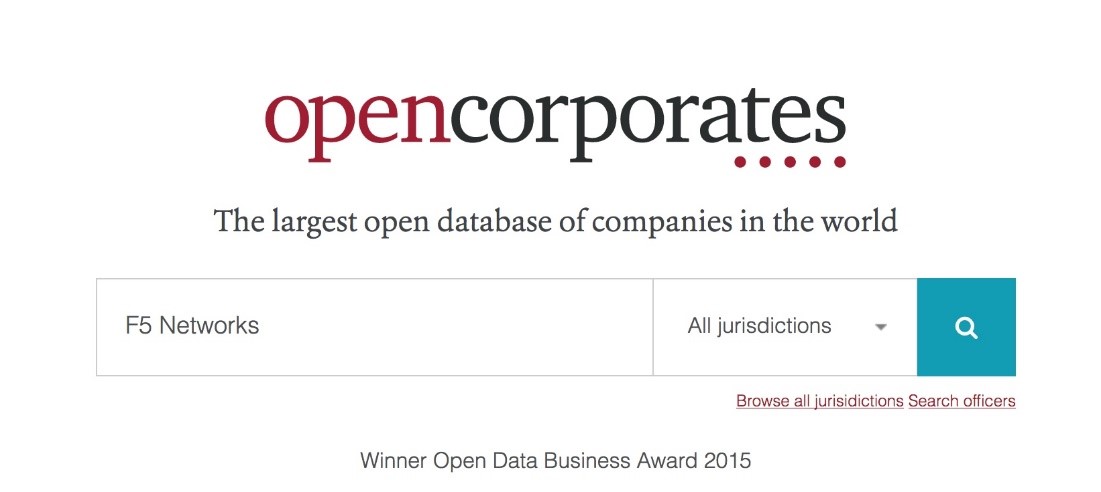 opencorporates
The largest open database of companies in the world
F5 Networks
All jurisdictions
Browse all jurisidictions Search officers
Winner Open Data Business Award 2015